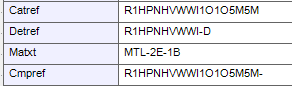 Catref R1HPNHVWWI1O1O5M5M
Detref R1HPNHVWWI-D
Matxt MTL-2E-1B
Cmpref R1HPNHVWWI1O1O5M5M-